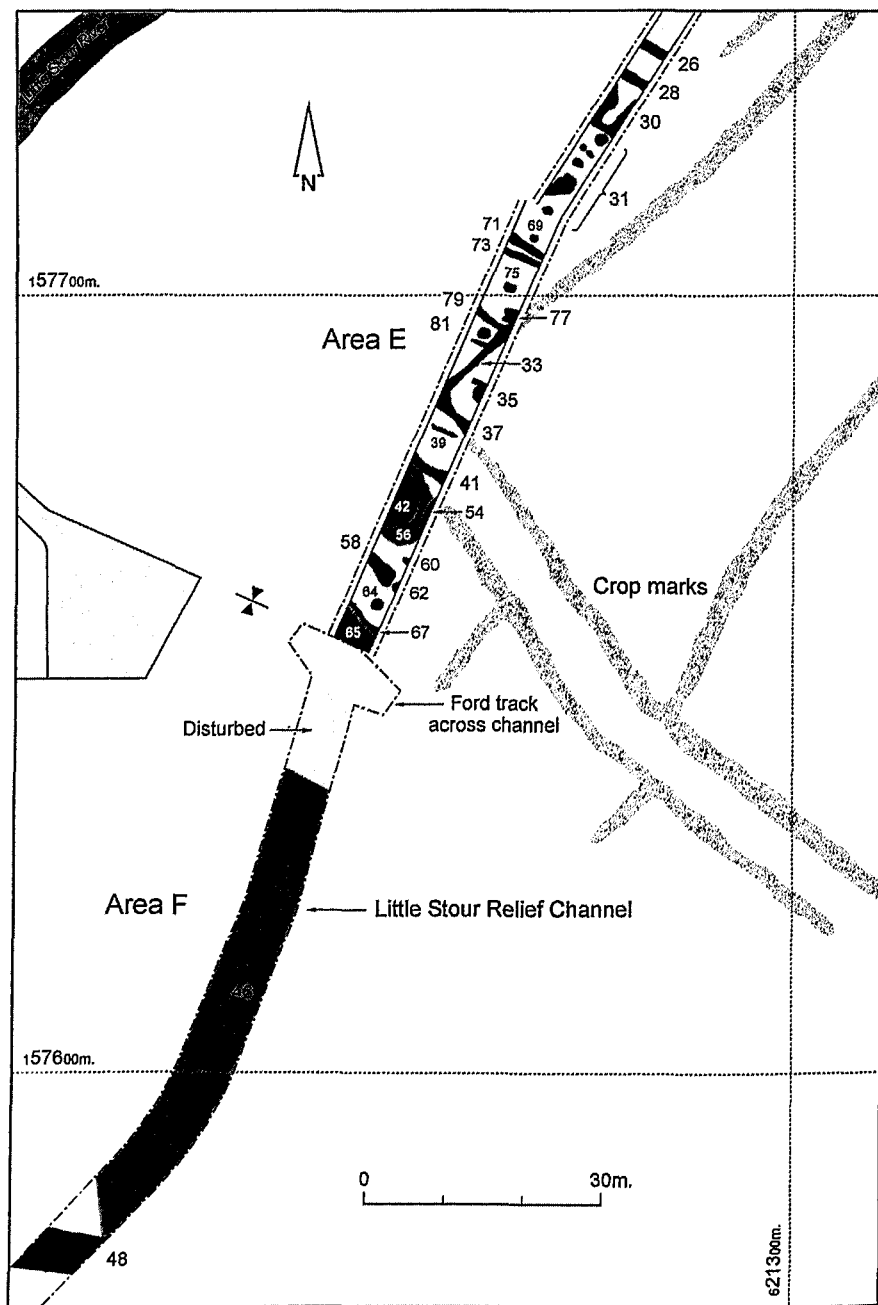 Little Stour River
26
28
30
N
31
69
71
73
75
157700m.
79
81
77
Area E
33
35
37
39
41
42
54
56
58
60
Crop marks
62
64
65
67
Ford track
across channel
Disturbed
Area F
Little Stour Relief Channel
46
157600m.
0
30m.
48
621300m.